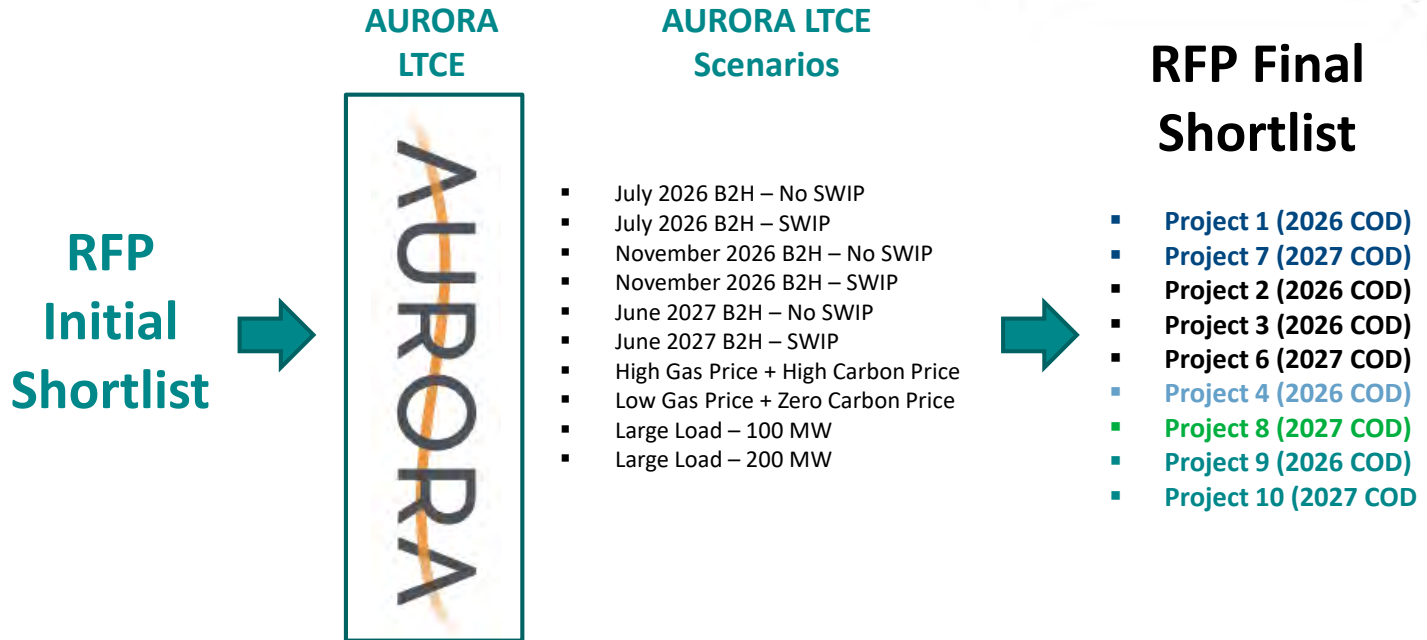 RFP
Initial
Shortlist
AURORA
LTCE
AURORA
AURORA LTCE
Scenarios
▪ July 2026 B2H – No SWIP
▪ July 2026 B2H – SWIP
▪ November 2026 B2H – No SWIP
▪ November 2026 B2H – SWIP
▪ June 2027 B2H – No SWIP
▪ June 2027 B2H – SWIP
▪ High Gas Price + High Carbon Price
▪ Low Gas Price + Zero Carbon Price
▪ Large Load – 100 MW
▪ Large Load – 200 MW
RFP Final
Shortlist
▪ Project 1 (2026 COD)
▪ Project 7 (2027 COD)
▪ Project 2 (2026 COD)
▪ Project 3 (2026 COD)
▪ Project 6 (2027 COD)
▪ Project 4 (2026 COD)
▪ Project 8 (2027 COD)
▪ Project 9 (2026 COD)
▪ Project 10 (2027 COD